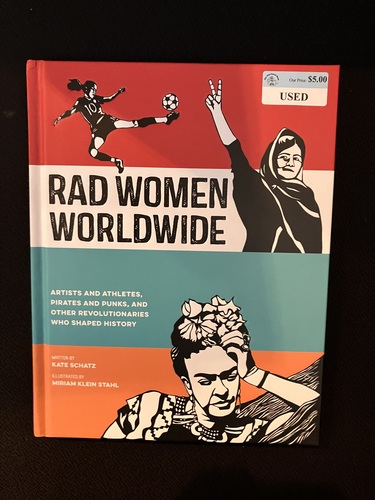 Our Price: $5.00
USED
10
RAD WOMEN
WORLDWIDE
ARTISTS AND ATHLETES,
PIRATES AND PUNKS, AND
OTHER REVOLUTIONARIES
WHO SHAPED HISTORY
WRITTEN BY
KATE SCHATZ
ILLUSTRATED BY
MIRIAM KLEIN STAHL